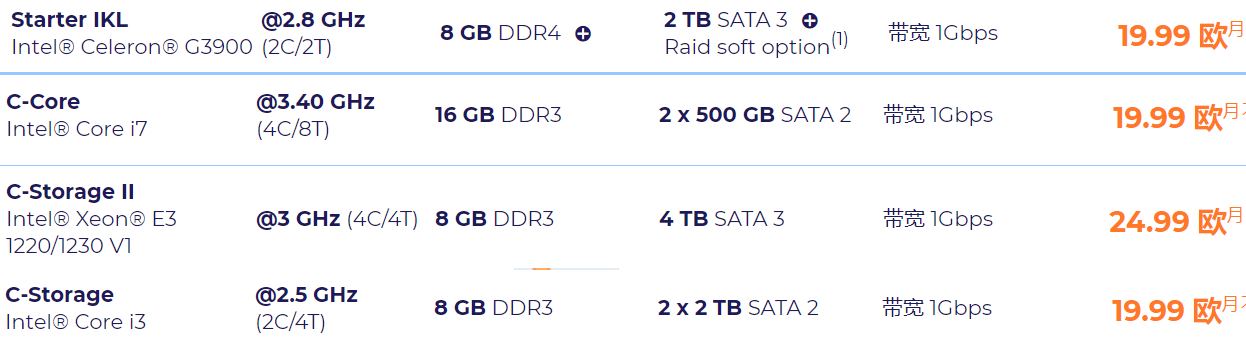 Starter IKL @2.8 GHz 8 GB DDR4 2 TB SATA 3 带宽 1Gbps 19.99 欧月
Intel® Celeron® G3900 (2C/2T) Raid soft option(1)
C-Core @3.40 GHz 16 GB DDR3 2 x 500 GB SATA 2 带宽 1Gbps 19.99 欧月
Intel® Core i7 (4C/8T)
C-Storage II
Intel® Xeon® E3 @3 GHz (4C/4T) 8 GB DDR3 4 TB SATA 3 带宽 1Gbps 24.99 欧月
1220/1230 V1
C-Storage @2.5 GHz 8 GB DDR3 2 x 2 TB SATA 2 带宽 1Gbps 19.99 欧月
Intel® Core i3 (2C/4T)